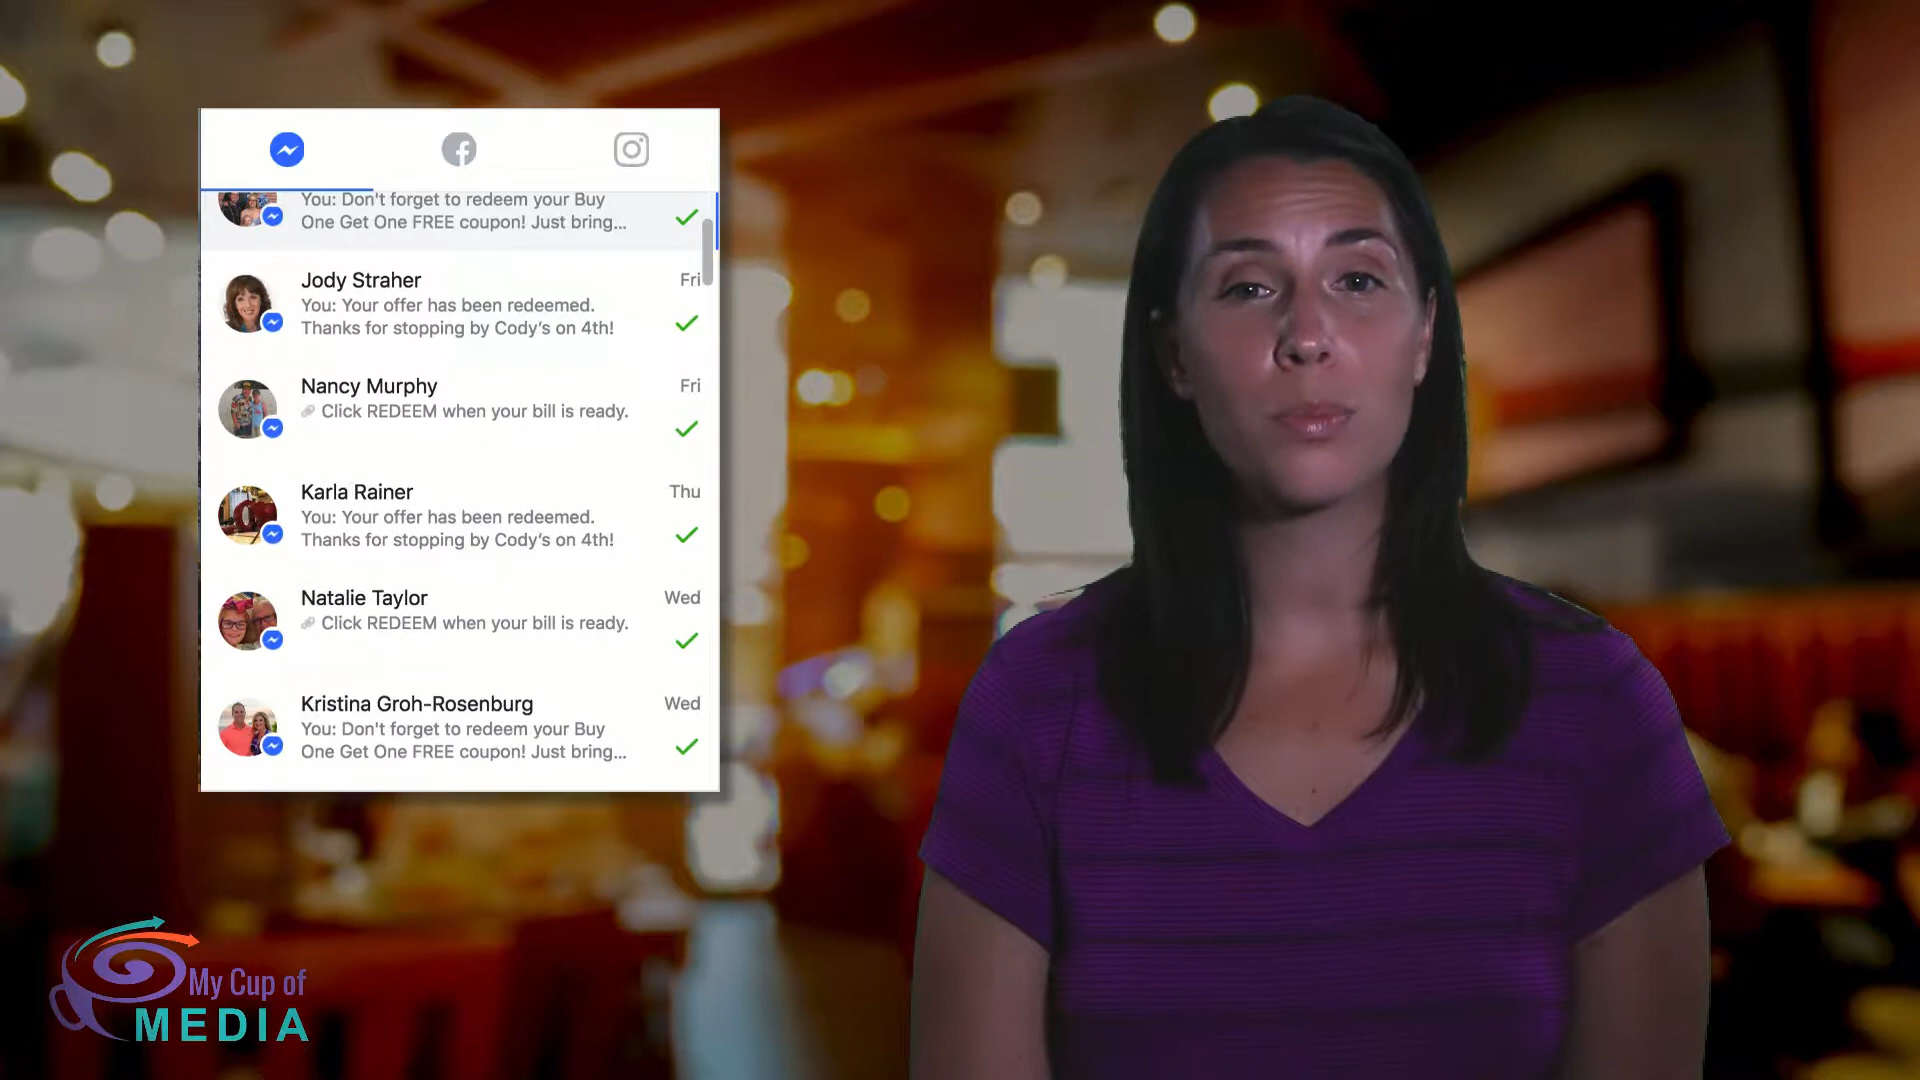 You: Don't forget to redeem your Buy
One Get One FREE coupon! Just bring...
Jody Straher
Fri
You: Your offer has been redeemed.
Thanks for stopping by Cody's on 4th!
Nancy Murphy
Fri
Click REDEEM when your bill is ready.
Karla Rainer
Thu
You: Your offer has been redeemed.
Thanks for stopping by Cody's on 4th!
Natalie Taylor
Wed
Click REDEEM when your bill is ready.
Kristina Groh-Rosenburg
Wed
You: Don't forget to redeem your Buy
One Get One FREE coupon! Just bring...
My Cup of
MEDIA